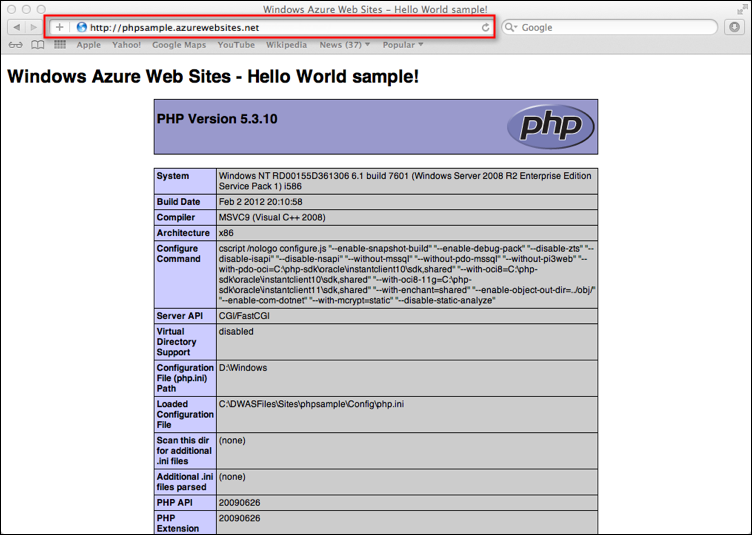 Windows Azure Web Sites – Hello World sample!
http://phpsample.azurewebsites.net
Google
Apple Yahoo! Google Maps YouTube Wikipedia News (37) Popular
Windows Azure Web Sites - Hello World sample!
PHP Version 5.3.10
php
System Windows NT RD00155D361306 6.1 build 7601 (Windows Server 2008 R2 Enterprise Edition
Service Pack 1) i586
Build Date Feb 2 2012 20:10:58
Compiler MSVC9 (Visual C++ 2008)
Architecture x86
Configure cscript /nologo configure.js "--enable-snapshot-build" "--enable-debug-pack" "--disable-zts" "--
Command disable-isapi" "--disable-nsapi" "--without-mssql" "--without-pdo-mssql" "--without-pi3web" "--
with-pdo-oci=C:\php-sdk\oracle\instantclient10\sdk,shared" "--with-oci8=C:\php-
sdk\oracle\instantclient10\sdk,shared" "--with-oci8-11g=C:\php-
sdk\oracle\instantclient11\sdk,shared" "--with-enchant=shared" "--enable-object-out-dir=../obj/"
"--enable-com-dotnet" "--with-mcrypt=static" "--disable-static-analyze"
Server API CGI/FastCGI
Virtual disabled
Directory
Support
Configuration D:\Windows
File (php.ini)
Path
Loaded C:\DWASFiles\Sites\phpsample\Config\php.ini
Configuration
File
Scan this dir (none)
for additional
.ini files
Additional .ini (none)
files parsed
PHP API 20090626
PHP 20090626
Extension